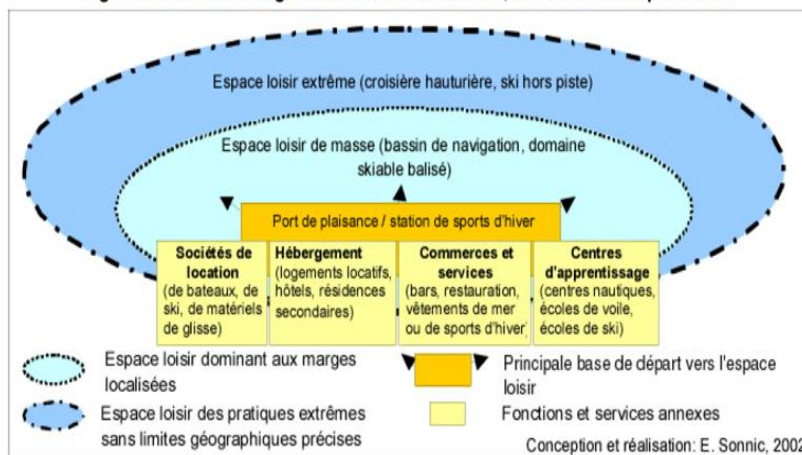 Espace loisir extrême (croisière hauturière, ski hors piste)
Espace loisir de masse (bassin de navigation, domaine
skiable balisé)
Port de plaisance / station de sports d'hiver
Sociétés de
location
(de bateaux, de
ski, de matériels
de glisse)
Hébergement
(logements locatifs,
hôtels, résidences
secondaires)
Commerces et
services
(bars, restauration,
vêtements de mer
ou de sports d'hiver)
Centres
d'apprentissage
(centres nautiques,
écoles de voile,
écoles de ski)
Espace loisir dominant aux marges
localisées
Principale base de départ vers l'espace
loisir
Espace loisir des pratiques extrêmes
sans limites géographiques précises
Fonctions et services annexes
Conception et réalisation: E. Sonnic, 2002